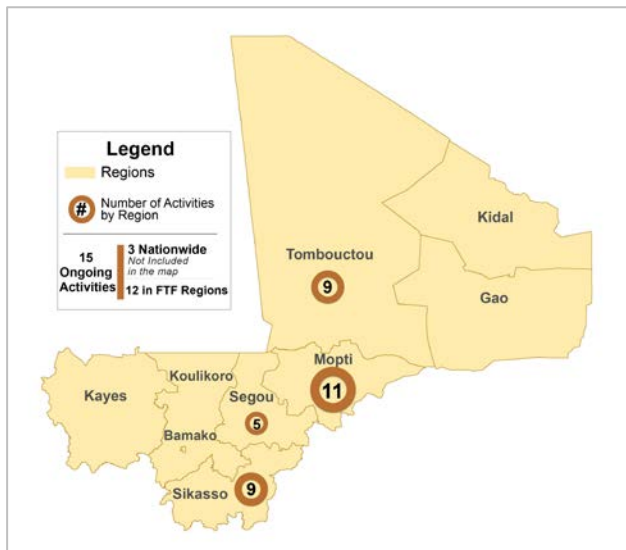 Legend
Regions
#
Number of Activities
by Region
15
Ongoing
Activities
3 Nationwide
Not Included
in the map
12 in FTF Regions
Kidal
Tombouctou
9
Gao
Mopti
11
Koulikoro
Kayes
Segou
5
Bamako
Sikasso
9